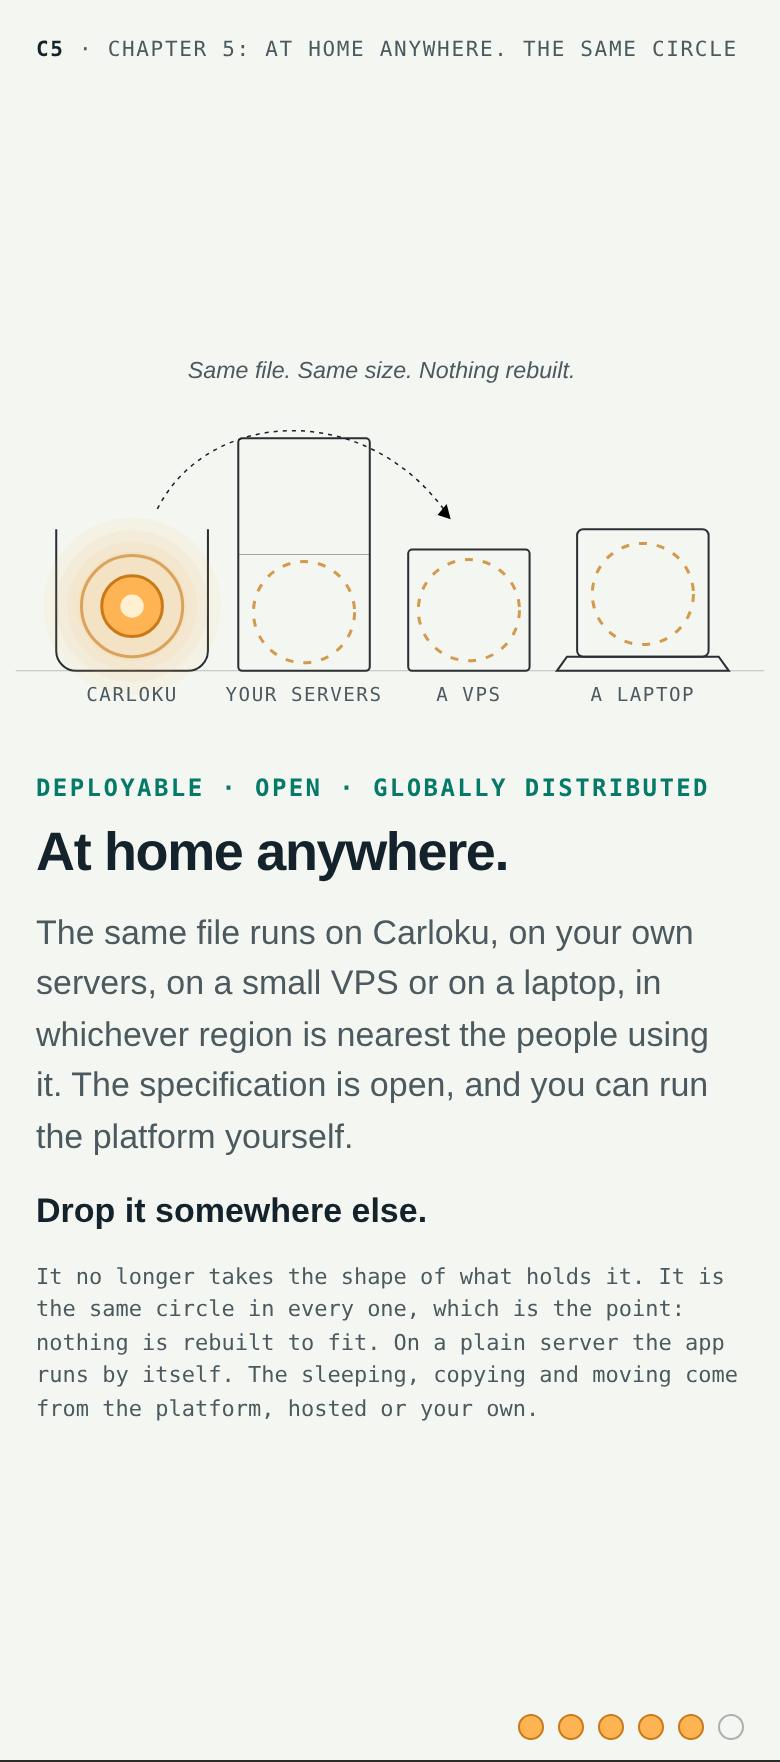 C5 · CHAPTER 5: AT HOME ANYWHERE. THE SAME CIRCLE
Same file. Same size. Nothing rebuilt.
CARLOKU YOUR SERVERS A VPS A LAPTOP
DEPLOYABLE · OPEN · GLOBALLY DISTRIBUTED
At home anywhere.
The same file runs on Carloku, on your own
servers, on a small VPS or on a laptop, in
whichever region is nearest the people using
it. The specification is open, and you can run
the platform yourself.
Drop it somewhere else.
It no longer takes the shape of what holds it. It is
the same circle in every one, which is the point:
nothing is rebuilt to fit. On a plain server the app
runs by itself. The sleeping, copying and moving come
from the platform, hosted or your own.